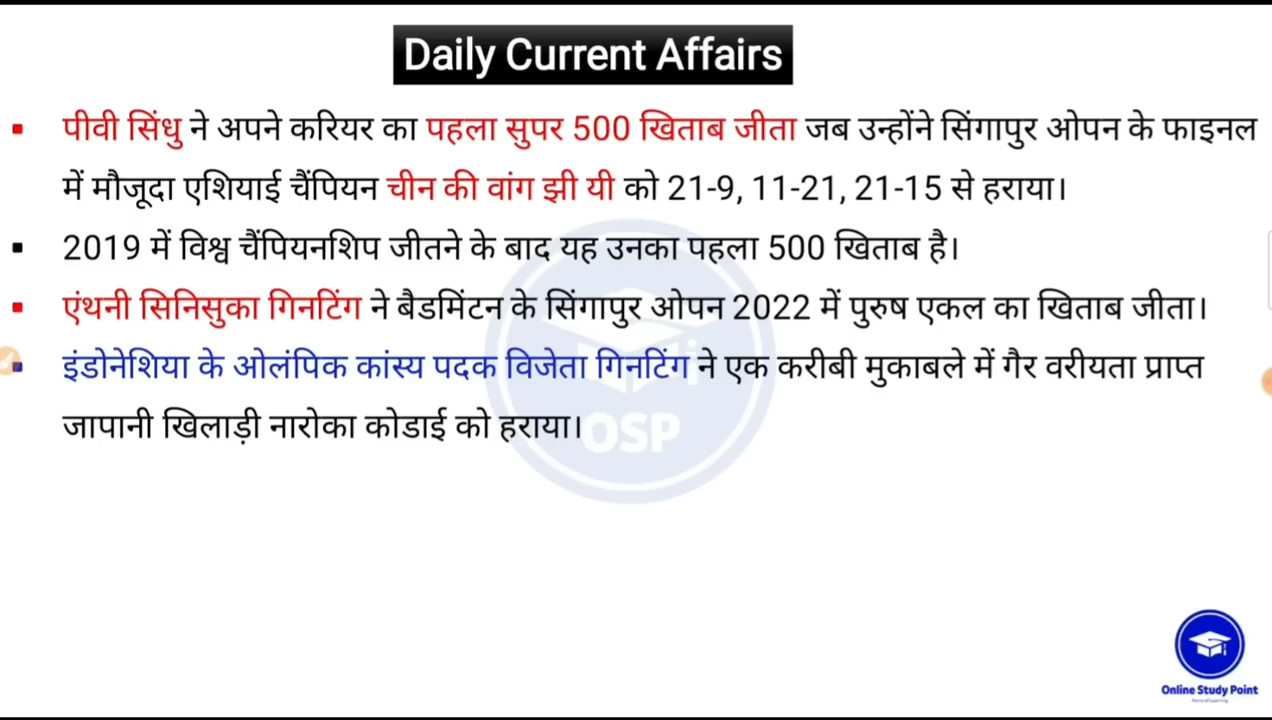 Daily Current Affairs
पीवी सिंधु ने अपने करियर का पहला सुपर 500 खिताब जीता जब उन्होंने सिंगापुर ओपन के फाइनल
में मौजूदा एशियाई चैंपियन चीन की वांग झी यी को 21-9, 11-21, 21-15 से हराया।
2019 में विश्व चैंपियनशिप जीतने के बाद यह उनका पहला 500 खिताब है।
एंथनी सिनिसुका गिनटिंग ने बैडमिंटन के सिंगापुर ओपन 2022 में पुरुष एकल का खिताब जीता।
इंडोनेशिया के ओलंपिक कांस्य पदक विजेता गिनटिंग ने एक करीबी मुकाबले में गैर वरीयता प्राप्त
जापानी खिलाड़ी नारोका कोडाई को हराया।
OSP
Online Study Point